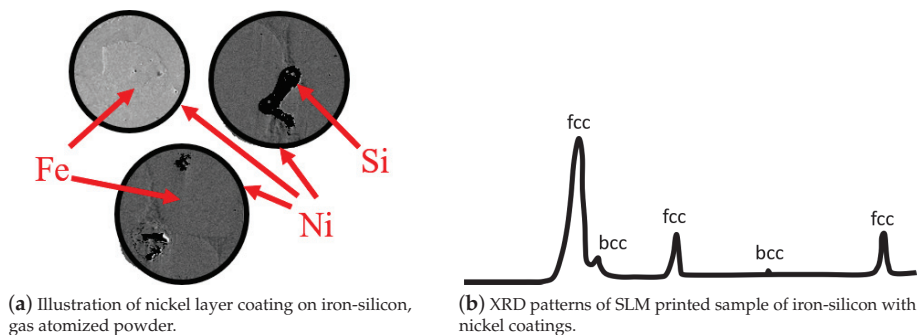 Fe
Si
Ni
(a) Illustration of nickel layer coating on iron-silicon,
gas atomized powder.
fcc
bcc
fcc
bcc
fcc
(b) XRD patterns of SLM printed sample of iron-silicon with
nickel coatings.